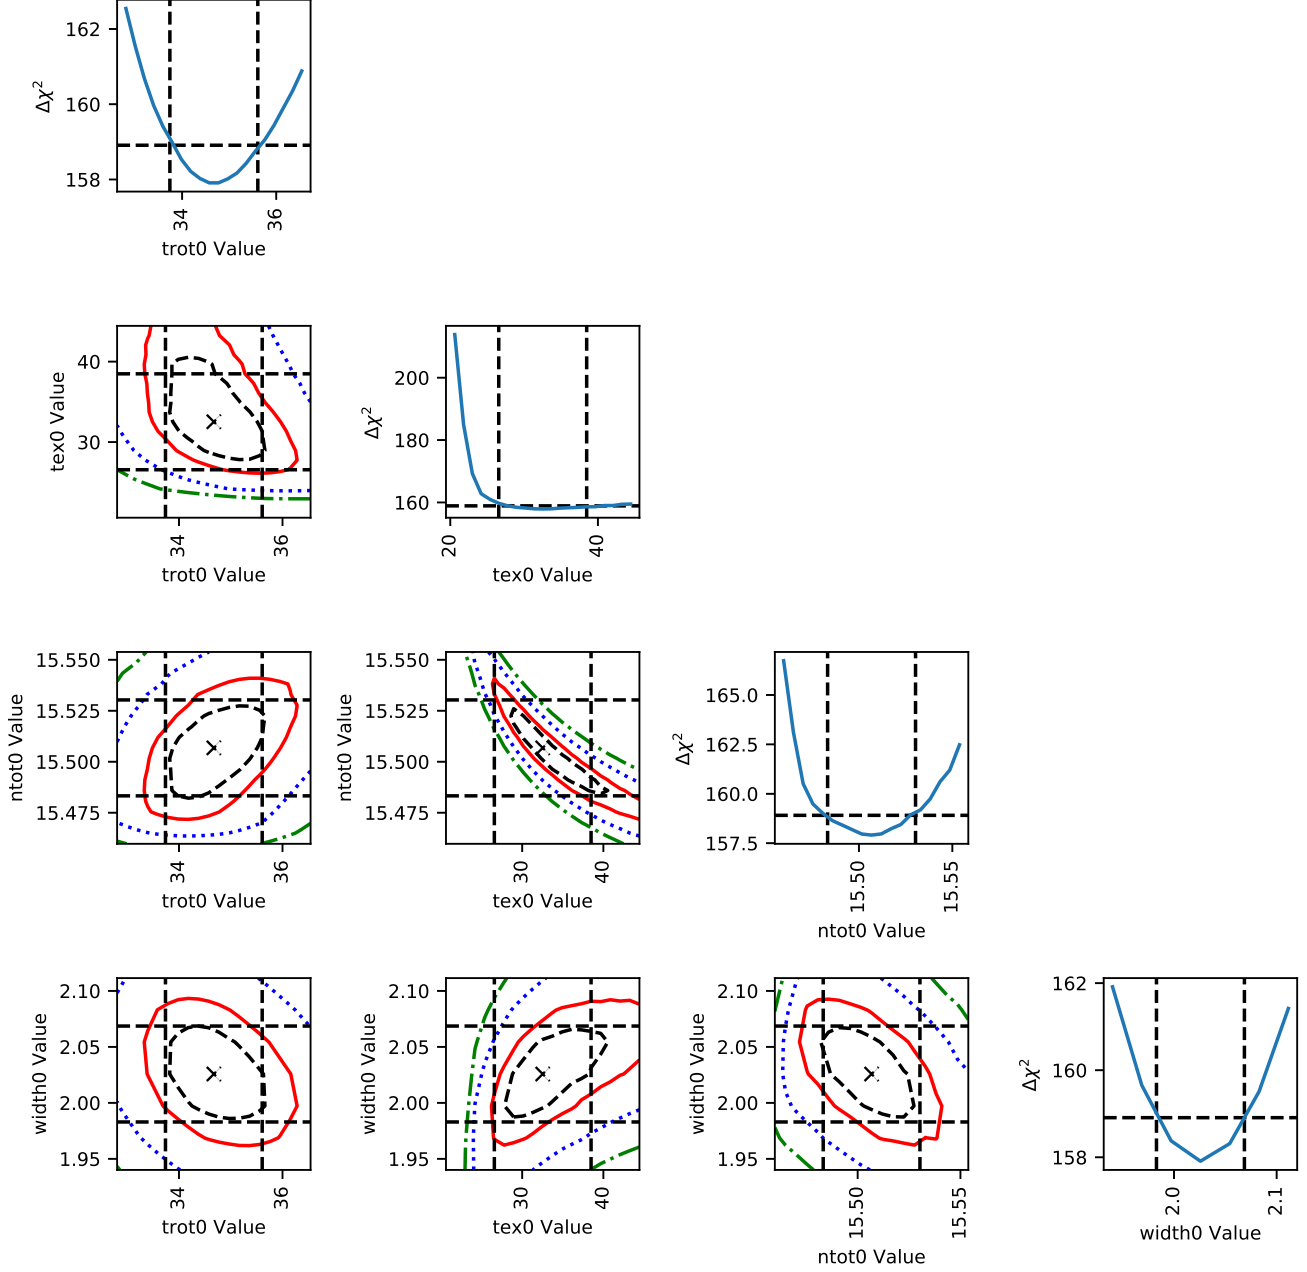 162
160
158
Δχ²
34
36
trot0 Value
40
30
tex0 Value
34
36
trot0 Value
200
180
160
Δχ²
20
40
tex0 Value
15.550
15.525
15.500
15.475
ntot0 Value
34
36
trot0 Value
15.550
15.525
15.500
15.475
ntot0 Value
30
40
tex0 Value
165.0
162.5
160.0
157.5
Δχ²
15.50
15.55
ntot0 Value
2.10
2.05
2.00
1.95
width0 Value
34
36
trot0 Value
2.10
2.05
2.00
1.95
width0 Value
30
40
tex0 Value
2.10
2.05
2.00
1.95
width0 Value
15.50
15.55
ntot0 Value
162
160
158
Δχ²
2.0
2.1
width0 Value